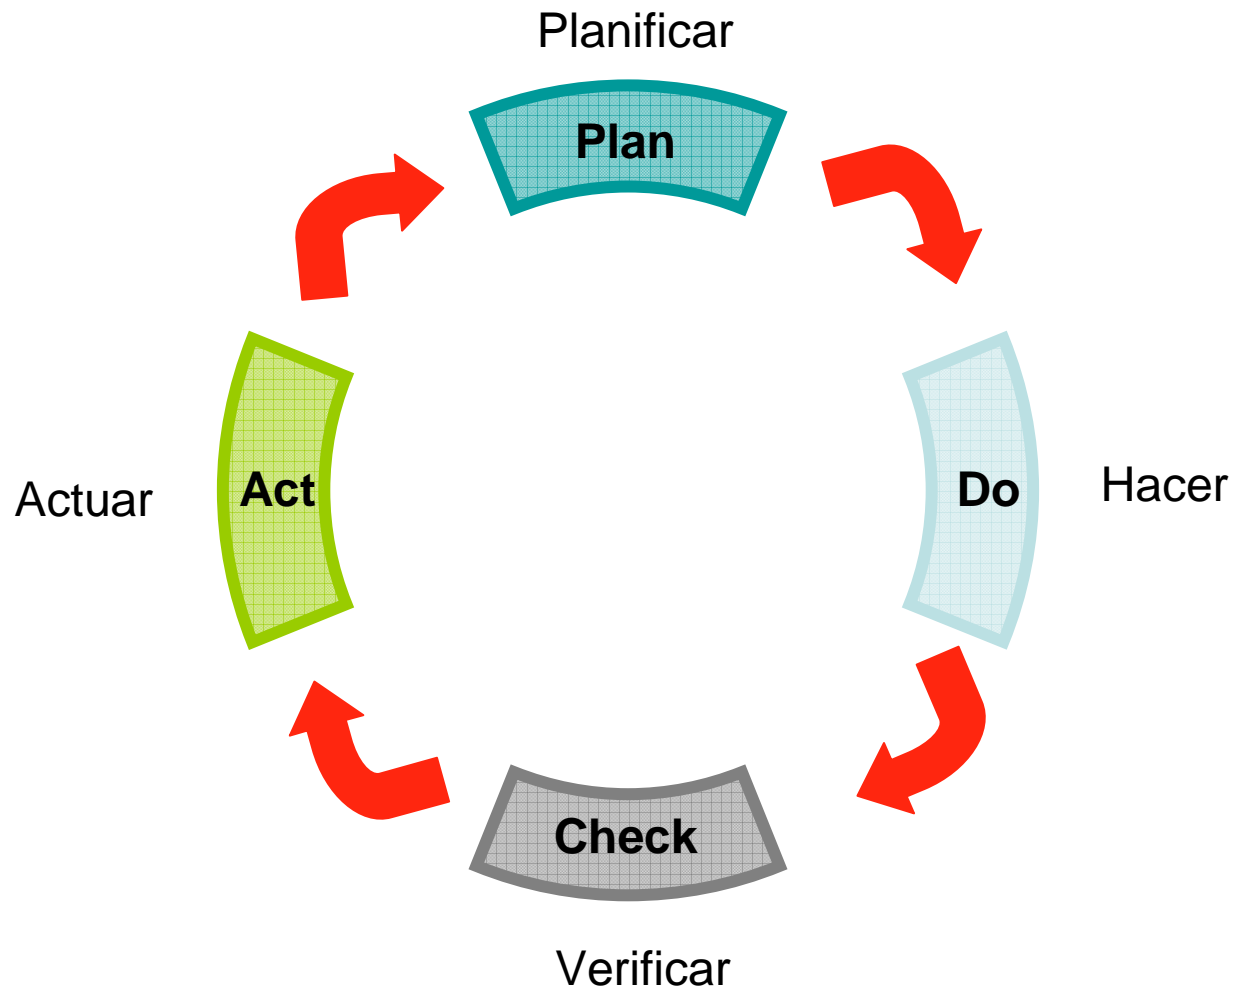 Planificar
Plan
Act
Do
Actuar
Hacer
Check
Verificar